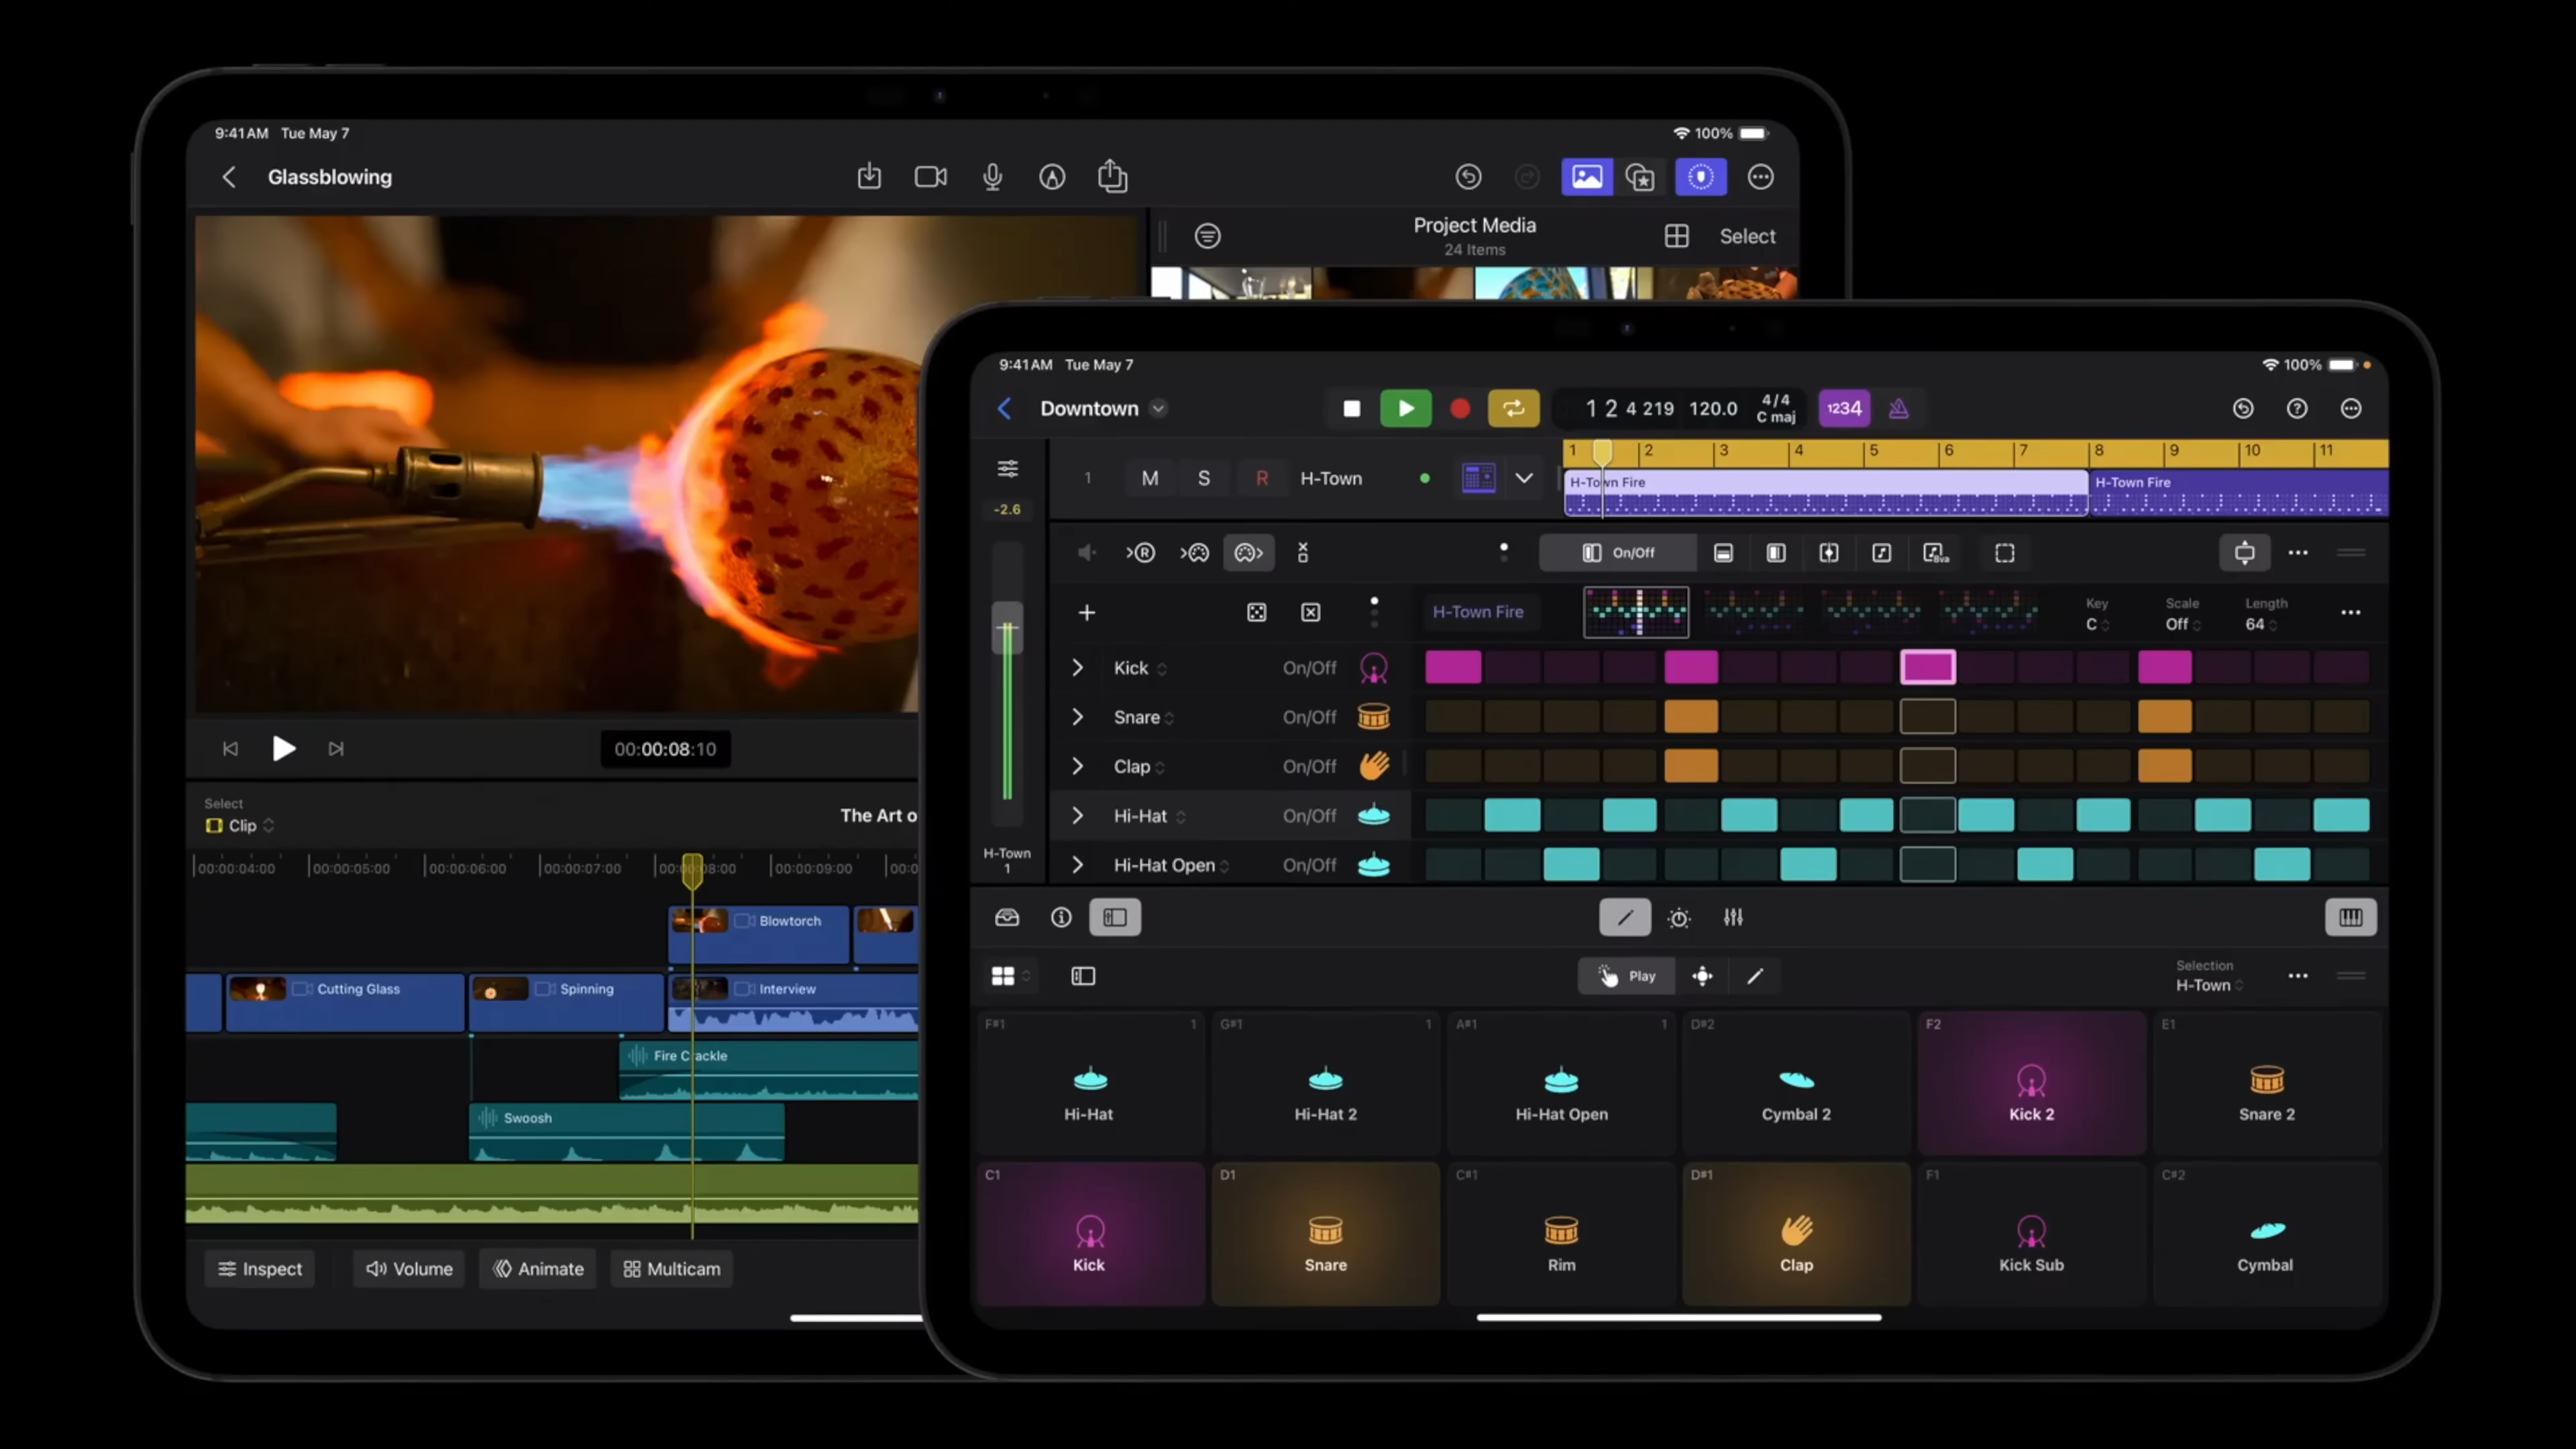 9:41AM Tue May 7
100%
Glassblowing
Project Media
24 Items
Select
00:00:08:10
Select
Clip
The Art o
00:00:04:00
00:00:05:00
00:00:06:00
00:00:07:00
00:00:09:00
Blowtorch
Cutting Glass
Spinning
Interview
Fire Crackle
Swoosh
Inspect
Volume
Animate
Multicam
9:41AM Tue May 7
100%
Downtown
1 2 4 219
120.0
4/4
C maj
1234
1 2 3 4 5 6 7 8 9 10 11
1 M S R H-Town
H-Town Fire
H-Town Fire
-2.6
R
On/Off
8va
H-Town Fire
Key
C
Scale
Off
Length
64
Kick On/Off
Snare On/Off
Clap On/Off
Hi-Hat On/Off
Hi-Hat Open On/Off
H-Town
1
Play
Selection
H-Town
F#1 1
Hi-Hat
G#1 1
Hi-Hat 2
A#1 1
Hi-Hat Open
D#2
Cymbal 2
F2
Kick 2
E1
Snare 2
C1
Kick
D1
Snare
C#1
Rim
D#1
Clap
F1
Kick Sub
C#2
Cymbal